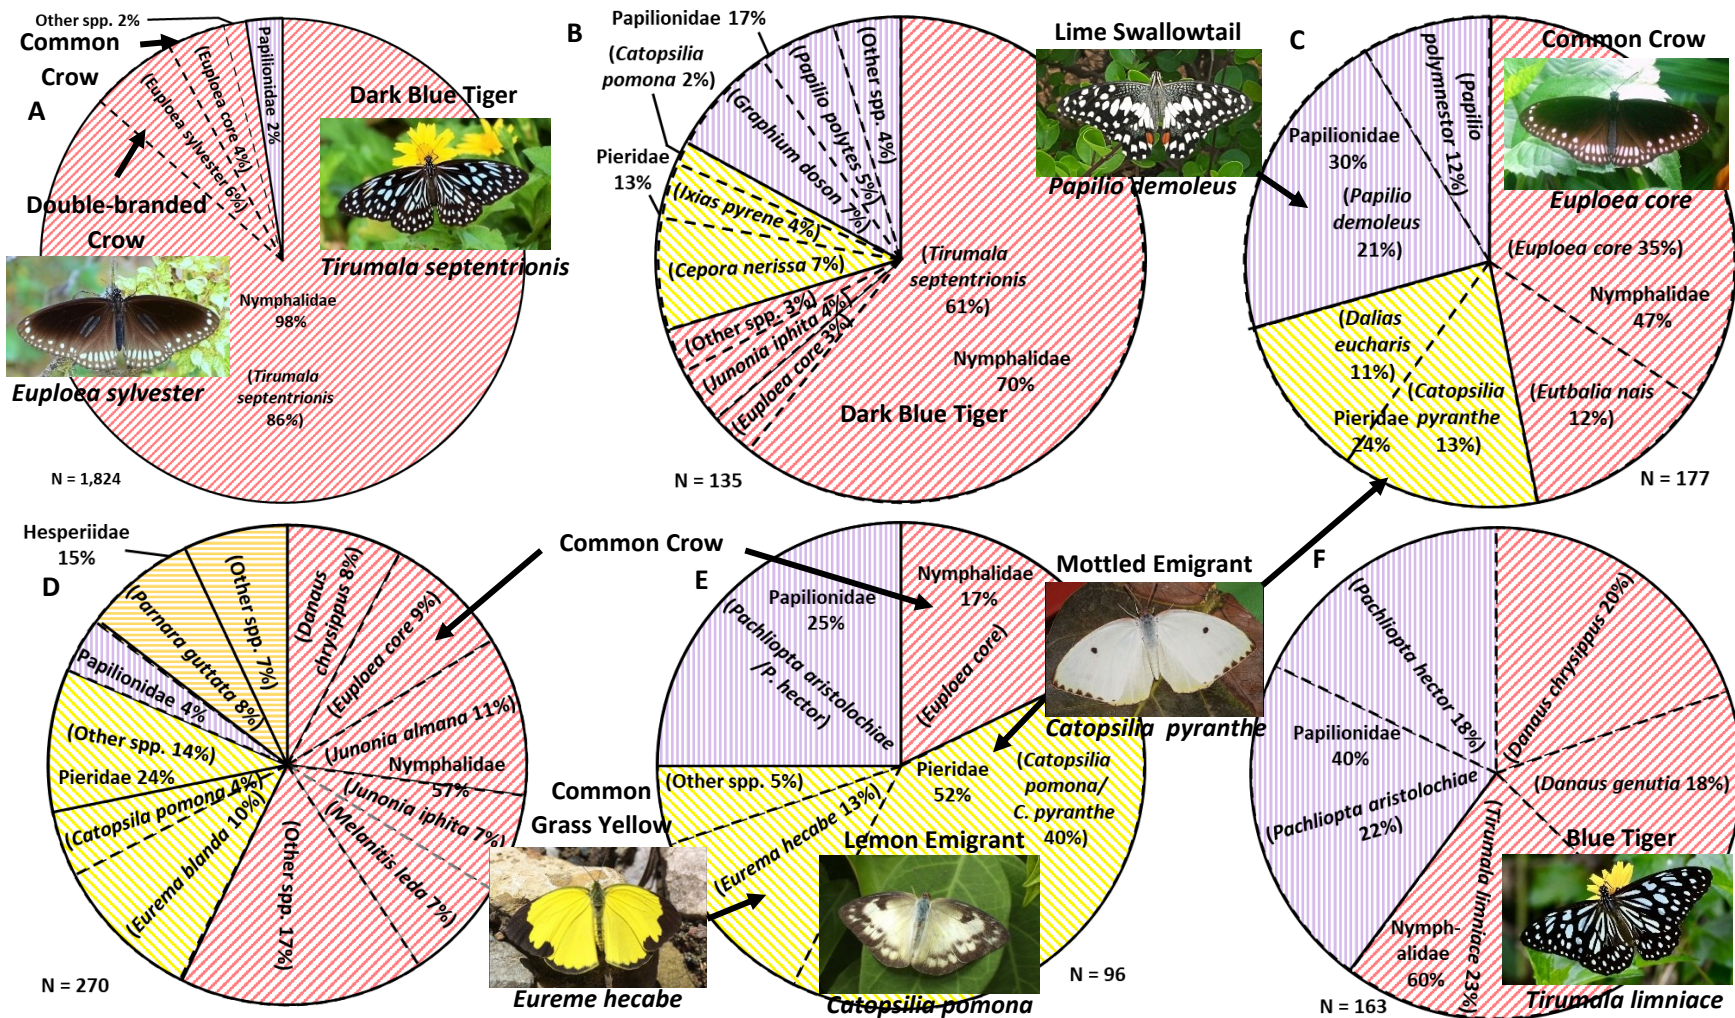 A
Other spp. 2%
Common
Crow
(Euploea core 4%)
(Euploea sylvester 6%)
Papilionidae 2%
Dark Blue Tiger
Tirumala septentrionis
Double-branded
Crow
Euploea sylvester
Nymphalidae
98%
(Tirumala
septentrionis
86%)
N = 1,824
B
Papilionidae 17%
(Catopsilia
pomona 2%)
Pieridae
13%
(Other spp. 4%)
(Papilio polytes 5%)
(Graphium doson 7%)
(Ixias pyrene 4%)
(Cepora nerissa 7%)
(Other spp. 3%)
(Junonia iphita 4%)
(Euploea core 3%)
(Tirumala
septentrionis
61%)
Nymphalidae
70%
Dark Blue Tiger
N = 135
Lime Swallowtail
Papilio demoleus
C
Common Crow
Euploea core
Papilionidae
30%
(Papilio
demoleus
21%)
(Papilio
polymnestor 12%)
(Euploea core 35%)
Nymphalidae
47%
(Eutbalia nais
12%)
(Dalias
eucharis
11%)
(Catopsilia
pyranthe
13%)
Pieridae
24%
N = 177
D
Hesperiidae
15%
(Other spp. 7%)
(Parnara guttata 8%)
Papilionidae 4%
(Other spp. 14%)
Pieridae 24%
(Catopsila pomona 4%)
(Eurema blanda 10%)
(Other spp. 17%)
(Danaus
chrysippus 8%)
(Euploea core 9%)
(Junonia almana 11%)
Nymphalidae
57%
(Junonia iphita 7%)
(Melanitis leda 7%)
N = 270
Common Crow
E
Papilionidae
25%
(Pachliopta aristolochiae
/P. hector)
Nymphalidae
17%
(Euploea core)
Pieridae
52%
(Catopsilia
pomona/
C. pyranthe
40%)
(Other spp. 5%)
(Eurema hecabe 13%)
Common
Grass Yellow
Eureme hecabe
Lemon Emigrant
Catopsilia pomona
N = 96
Mottled Emigrant
Catopsilia pyranthe
F
(Pachliopta hector 18%)
Papilionidae
40%
(Pachliopta aristolochiae
22%)
(Danaus chrysippus 20%)
(Danaus genutia 18%)
(Tirumala limniace 23%)
Nymph-
alidae
60%
Blue Tiger
Tirumala limniace
N = 163